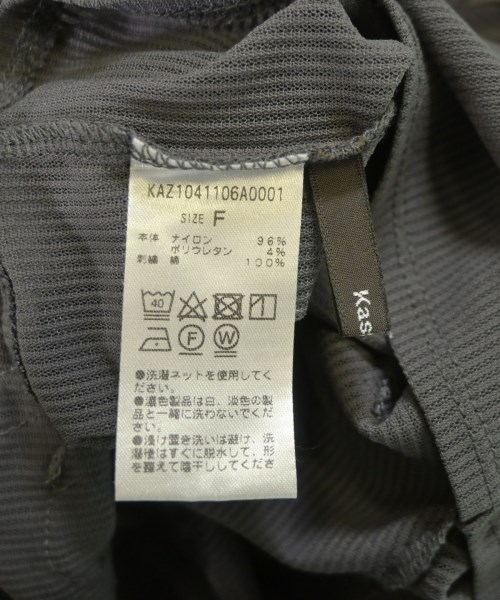 KAZ1041106A0001
SIZE F
本体 ナイロン 96%
ポリウレタン 4%
刺繍 綿 100%
40
F W
●洗濯ネットを使用してく
ださい。
●濃色製品は白、淡色の製
品と一緒に洗わないでくだ
さい。
●浸け置き洗いは避け、洗
濯後はすぐに脱水して、形
を整えて陰干ししてくださ
Kas